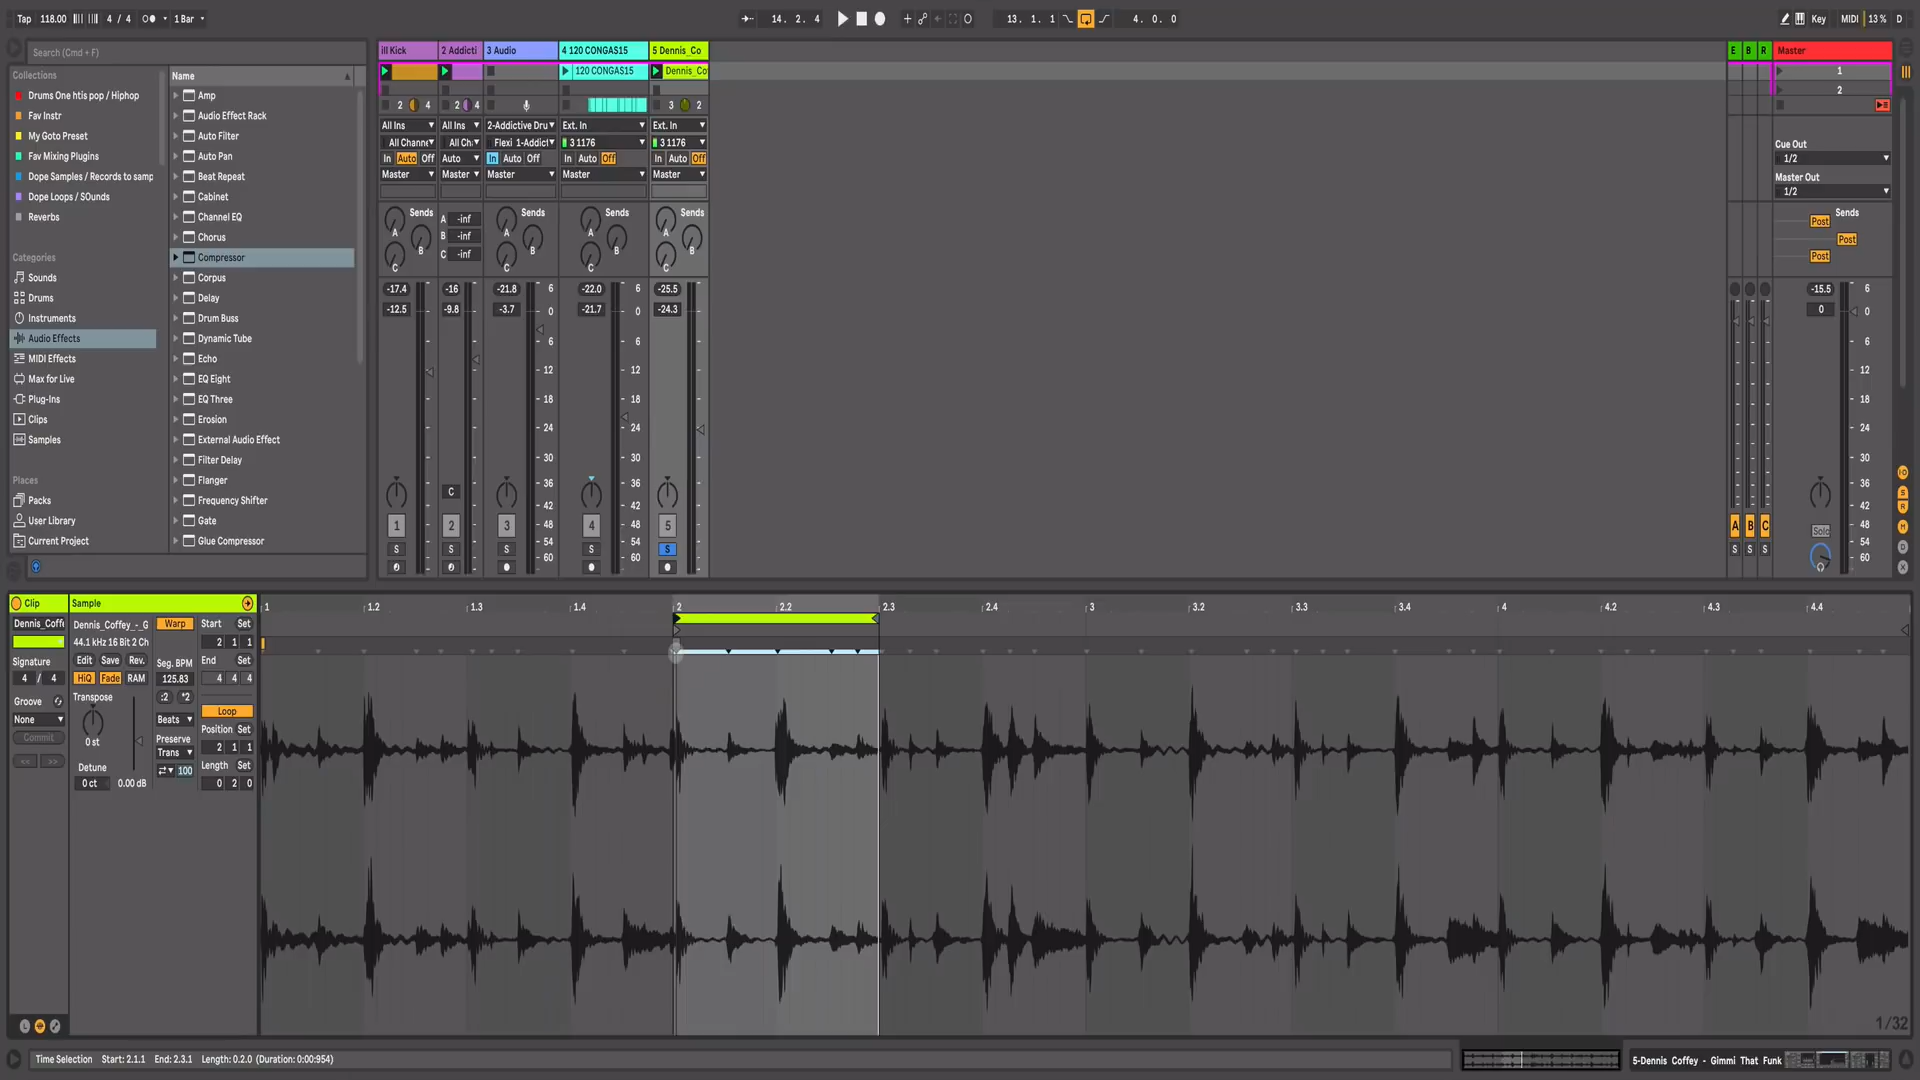 Tap 118.00 4 / 4 1 Bar 14. 2. 4 13. 1. 1 4. 0. 0 Key MIDI 13 % D
Search (Cmd + F)
Collections
Drums One htis pop / Hiphop
Fav Instr
My Goto Preset
Fav Mixing Plugins
Dope Samples / Records to samp
Dope Loops / SOunds
Reverbs
Categories
Sounds
Drums
Instruments
Audio Effects
MIDI Effects
Max for Live
Plug-Ins
Clips
Samples
Places
Packs
User Library
Current Project
Name
Amp
Audio Effect Rack
Auto Filter
Auto Pan
Beat Repeat
Cabinet
Channel EQ
Chorus
Compressor
Corpus
Delay
Drum Buss
Dynamic Tube
Echo
EQ Eight
EQ Three
Erosion
External Audio Effect
Filter Delay
Flanger
Frequency Shifter
Gate
Glue Compressor
ill Kick 2 Addicti 3 Audio 4 120 CONGAS15 5 Dennis_Co E B R Master
120 CONGAS15 Dennis_Co 1
2
2 4 2 4 3 2
All Ins All Ins 2-Addictive Dru Ext. In Ext. In
All Channe All Ch Flexi 1-Addict 3 1176 3 1176
In Auto Off Auto In Auto Off In Auto Off In Auto Off
Master Master Master Master Master
Cue Out
1/2
Master Out
1/2
Sends Sends Sends Sends Sends
A B C
A -inf
B -inf
C -inf
A B C
A B C
A B C
Post
Post
Post
-17.4 -16 -21.8 6 -22.0 6 -25.5 -15.5 6
-12.5 -9.8 -3.7 0 -21.7 0 -24.3 0 0
6 6 6
12 12 12
18 18 18
24 24 24
30 30 30
36 36 36
C 42 42 42
1 2 3 48 4 48 5 A B C Solo 48
S S S 54 S 54 S S S S 54
60 60 60
Clip
Dennis_Coff
Signature
4 / 4
Groove
None
Commit
<< >>
Sample
Dennis_Coffey_-_G
44.1 kHz 16 Bit 2 Ch
Edit Save Rev.
HiQ Fade RAM
Transpose
0 st
Detune
0 ct 0.00 dB
Warp
Seg. BPM
125.83
:2 *2
Beats
Preserve
Trans
100
Start Set
2 1 1
End Set
4 4 4
Loop
Position Set
2 1 1
Length Set
0 2 0
1 1.2 1.3 1.4 2 2.2 2.3 2.4 3 3.2 3.3 3.4 4 4.2 4.3 4.4
1/32
L
Time Selection Start: 2.1.1 End: 2.3.1 Length: 0.2.0 (Duration: 0:00:954)
5-Dennis Coffey - Gimmi That Funk